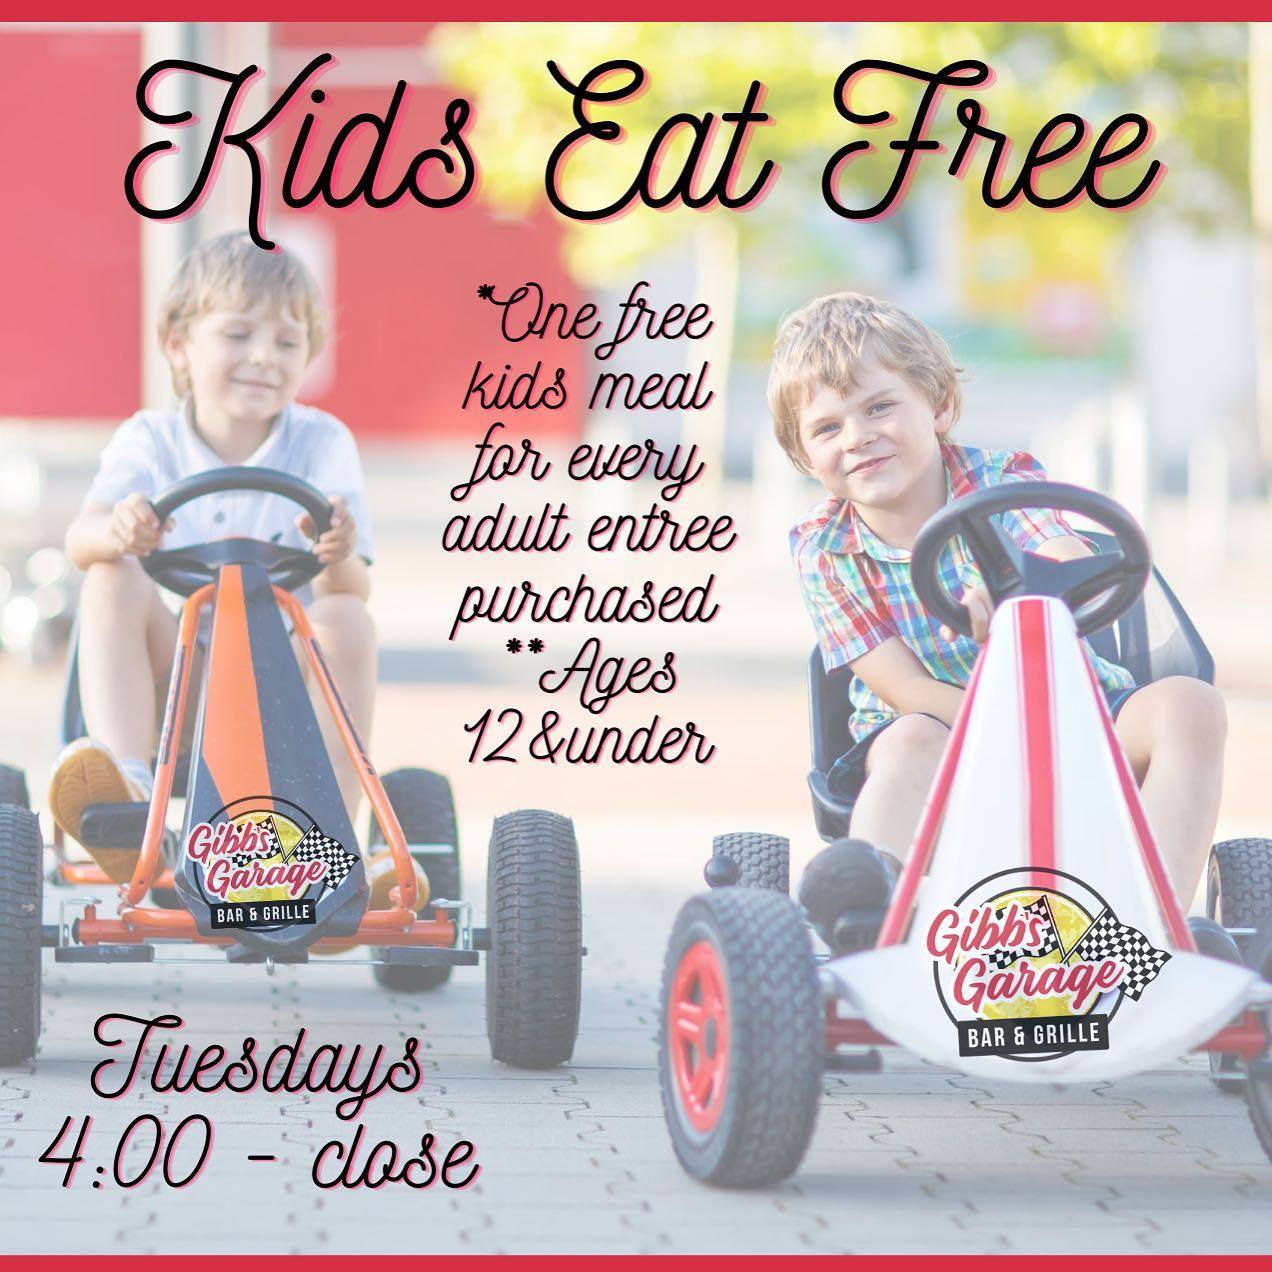 Kids Eat Free
*One free
kids meal
for every
adult entree
purchased
**Ages
12&under
Gibb's
Garage
BAR & GRILLE
Gibb's
Garage
BAR & GRILLE
Tuesdays
4:00 - close